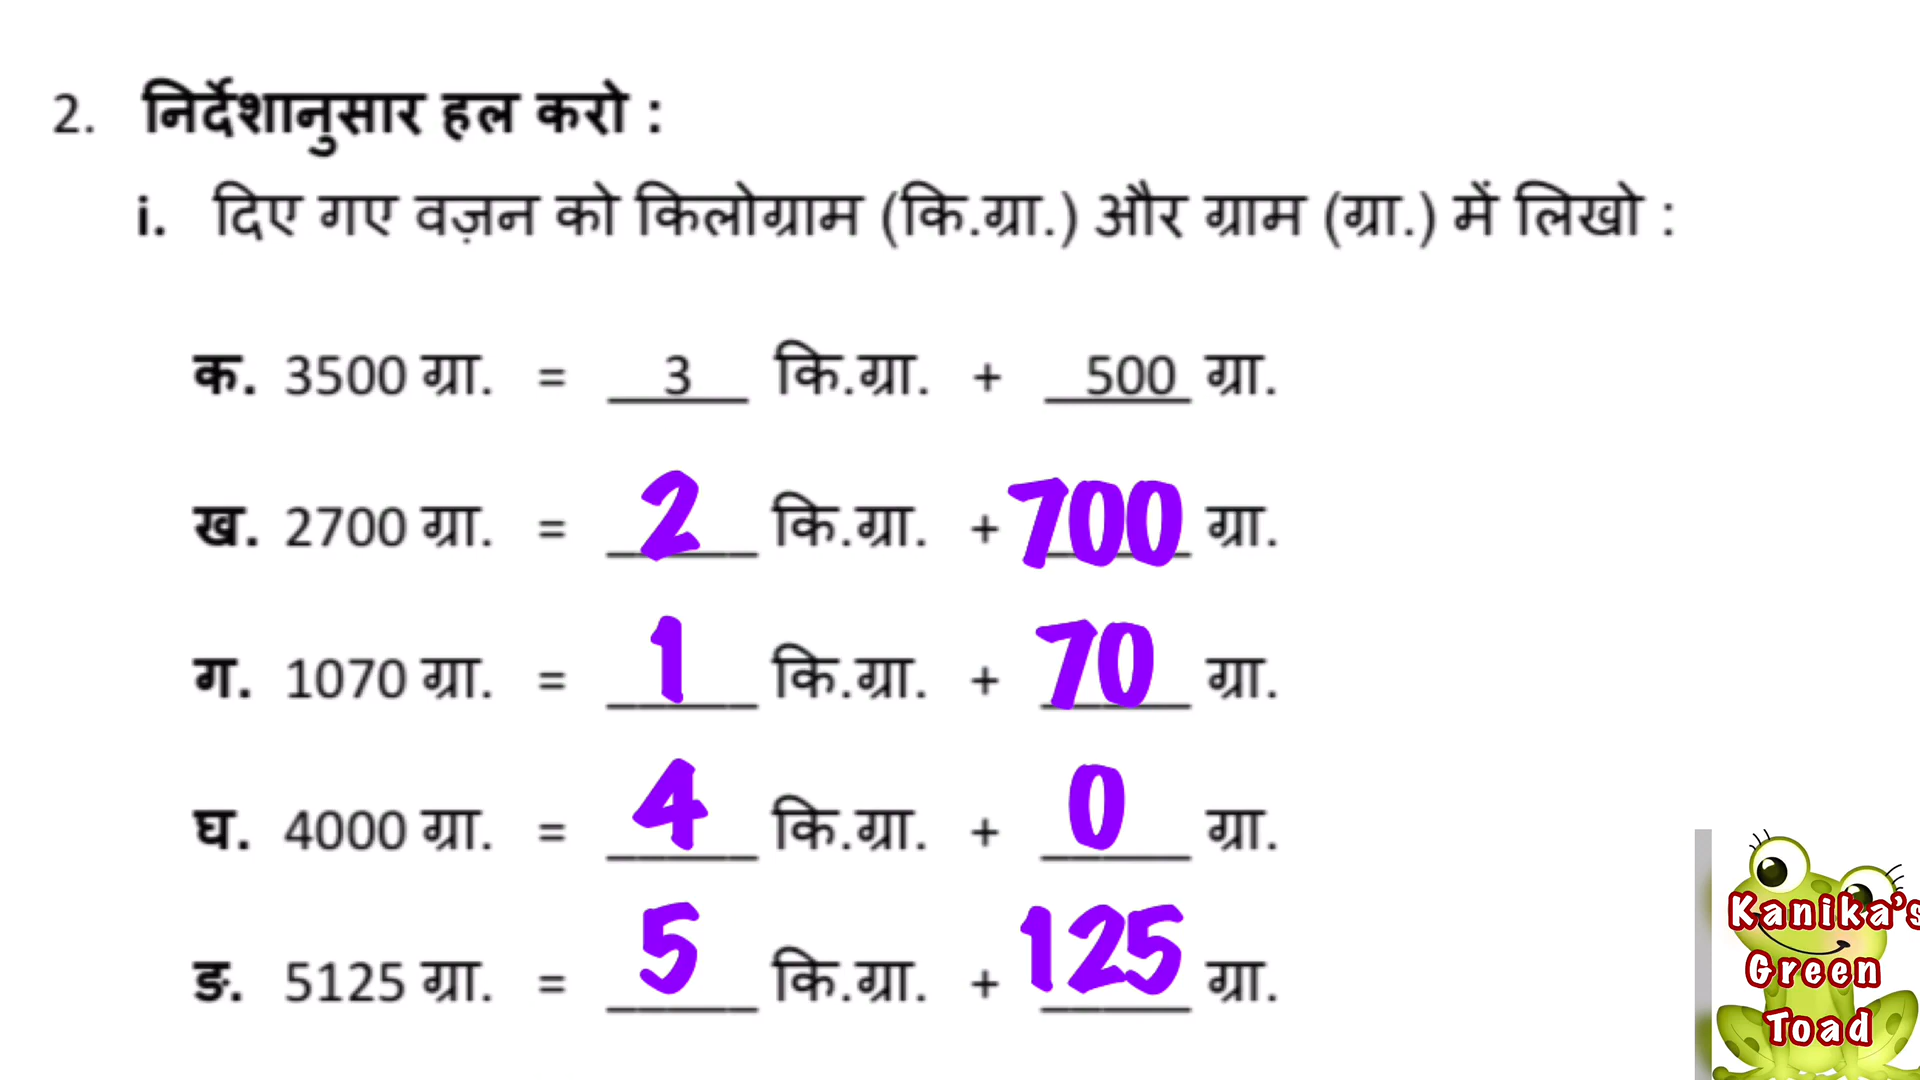 2. निर्देशानुसार हल करो :
i. दिए गए वज़न को किलोग्राम (कि.ग्रा.) और ग्राम (ग्रा.) में लिखो :
क. 3500 ग्रा. = 3 कि.ग्रा. + 500 ग्रा.
ख. 2700 ग्रा. = 2 कि.ग्रा. + 700 ग्रा.
ग. 1070 ग्रा. = 1 कि.ग्रा. + 70 ग्रा.
घ. 4000 ग्रा. = 4 कि.ग्रा. + 0 ग्रा.
ङ. 5125 ग्रा. = 5 कि.ग्रा. + 125 ग्रा.
Kanika's
Green
Toad